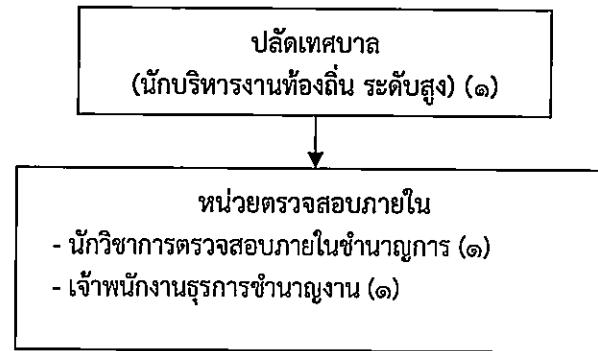 ปลัดเทศบาล
(นักบริหารงานท้องถิ่น ระดับสูง) (๑)
หน่วยตรวจสอบภายใน
- นักวิชาการตรวจสอบภายในชำนาญการ (๑)
- เจ้าพนักงานธุรการชำนาญงาน (๑)